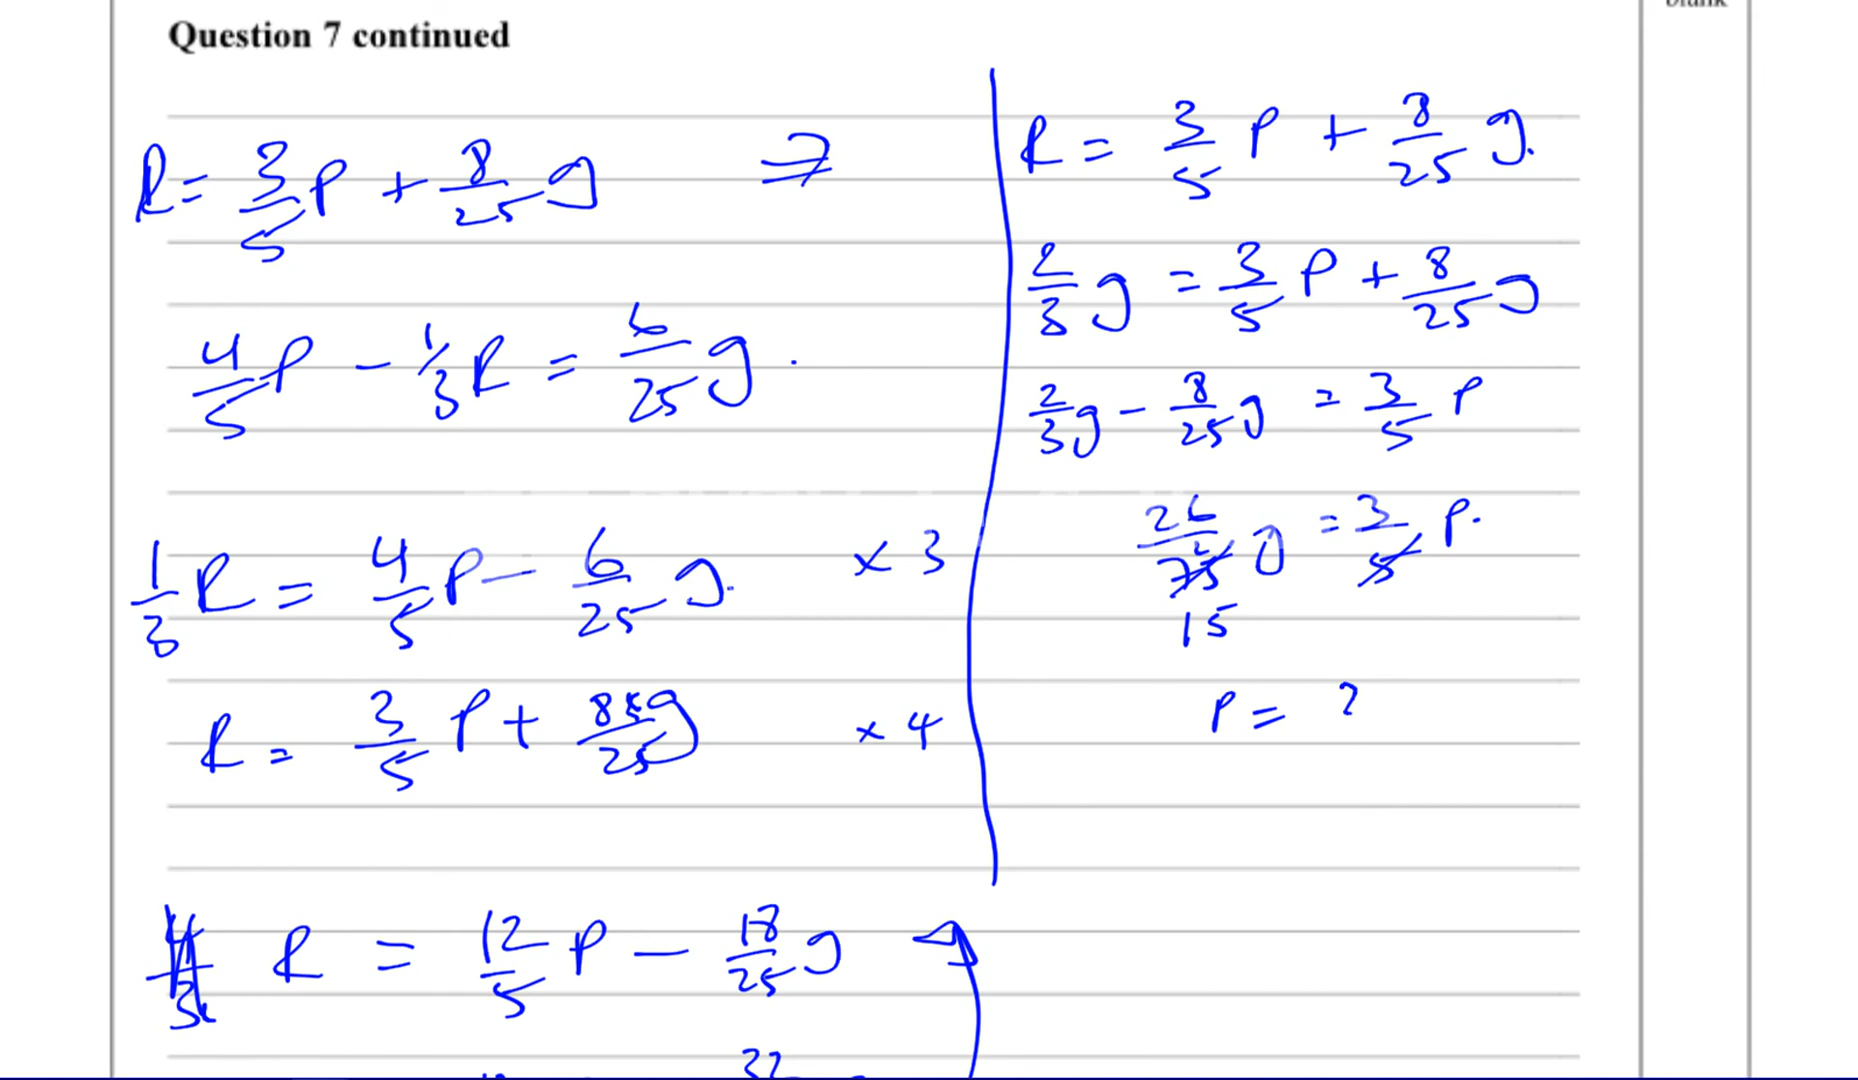 Question 7 continued
R = 3/5 P + 8/25 g ⇒
4/5 P - 1/3 R = 6/25 g.
1/3 R = 4/5 P - 6/25 g. × 3
R = 3/5 P + 8g/25 × 4
R = 12/5 P - 18/25 g
32
R = 3/5 P + 8/25 g.
2/3 g = 3/5 P + 8/25 g
2/3 g - 8/25 g = 3/5 P
26/75 g = 3/5 P.
15
P = ?